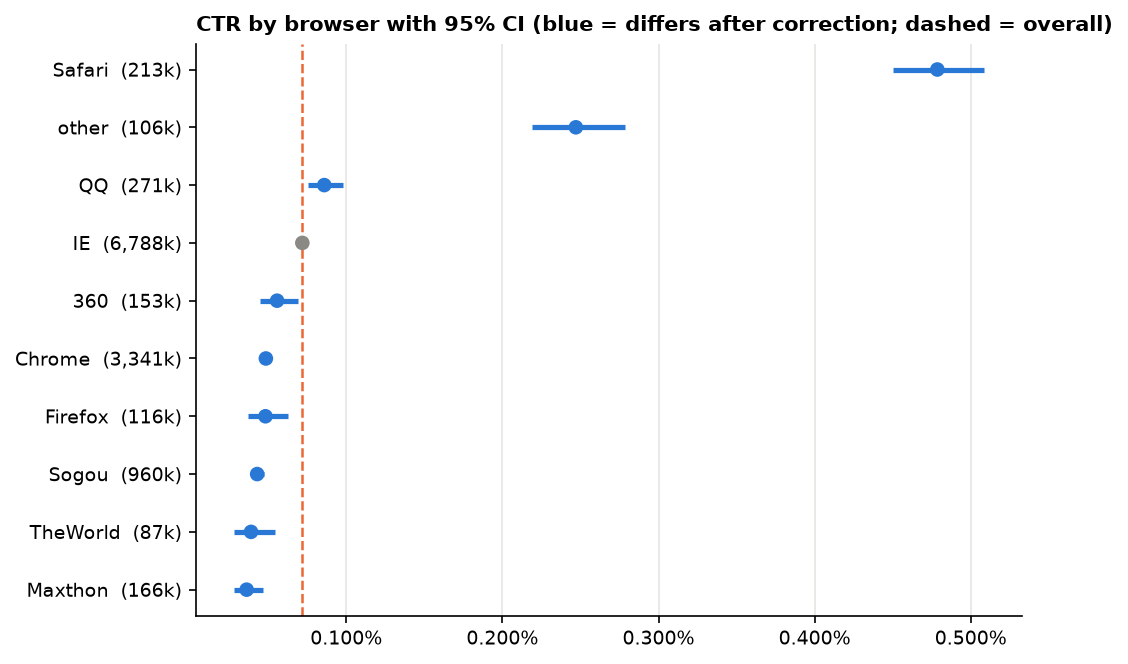 CTR by browser with 95% CI (blue = differs after correction; dashed = overall)
Safari (213k)
other (106k)
QQ (271k)
IE (6,788k)
360 (153k)
Chrome (3,341k)
Firefox (116k)
Sogou (960k)
TheWorld (87k)
Maxthon (166k)
0.100% 0.200% 0.300% 0.400% 0.500%